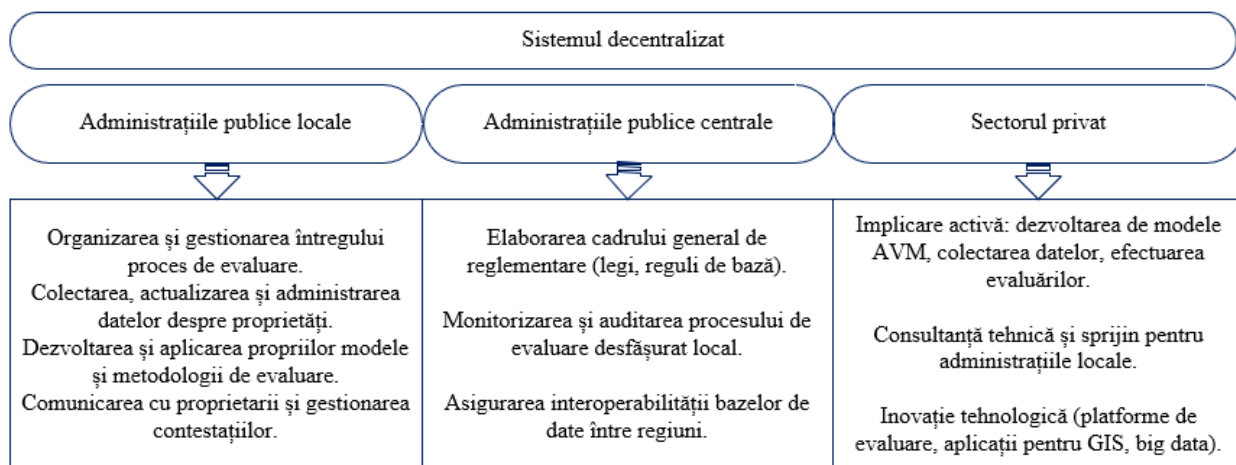 Sistemul decentralizat
Administrațiile publice locale
Administrațiile publice centrale
Sectorul privat
Organizarea și gestionarea întregului
proces de evaluare.
Colectarea, actualizarea și administrarea
datelor despre proprietăți.
Dezvoltarea și aplicarea propriilor modele
și metodologii de evaluare.
Comunicarea cu proprietarii și gestionarea
contestațiilor.
Elaborarea cadrului general de
reglementare (legi, reguli de bază).
Monitorizarea și auditarea procesului de
evaluare desfășurat local.
Asigurarea interoperabilității bazelor de
date între regiuni.
Implicare activă: dezvoltarea de modele
AVM, colectarea datelor, efectuarea
evaluărilor.
Consultanță tehnică și sprijin pentru
administrațiile locale.
Inovație tehnologică (platforme de
evaluare, aplicații pentru GIS, big data).